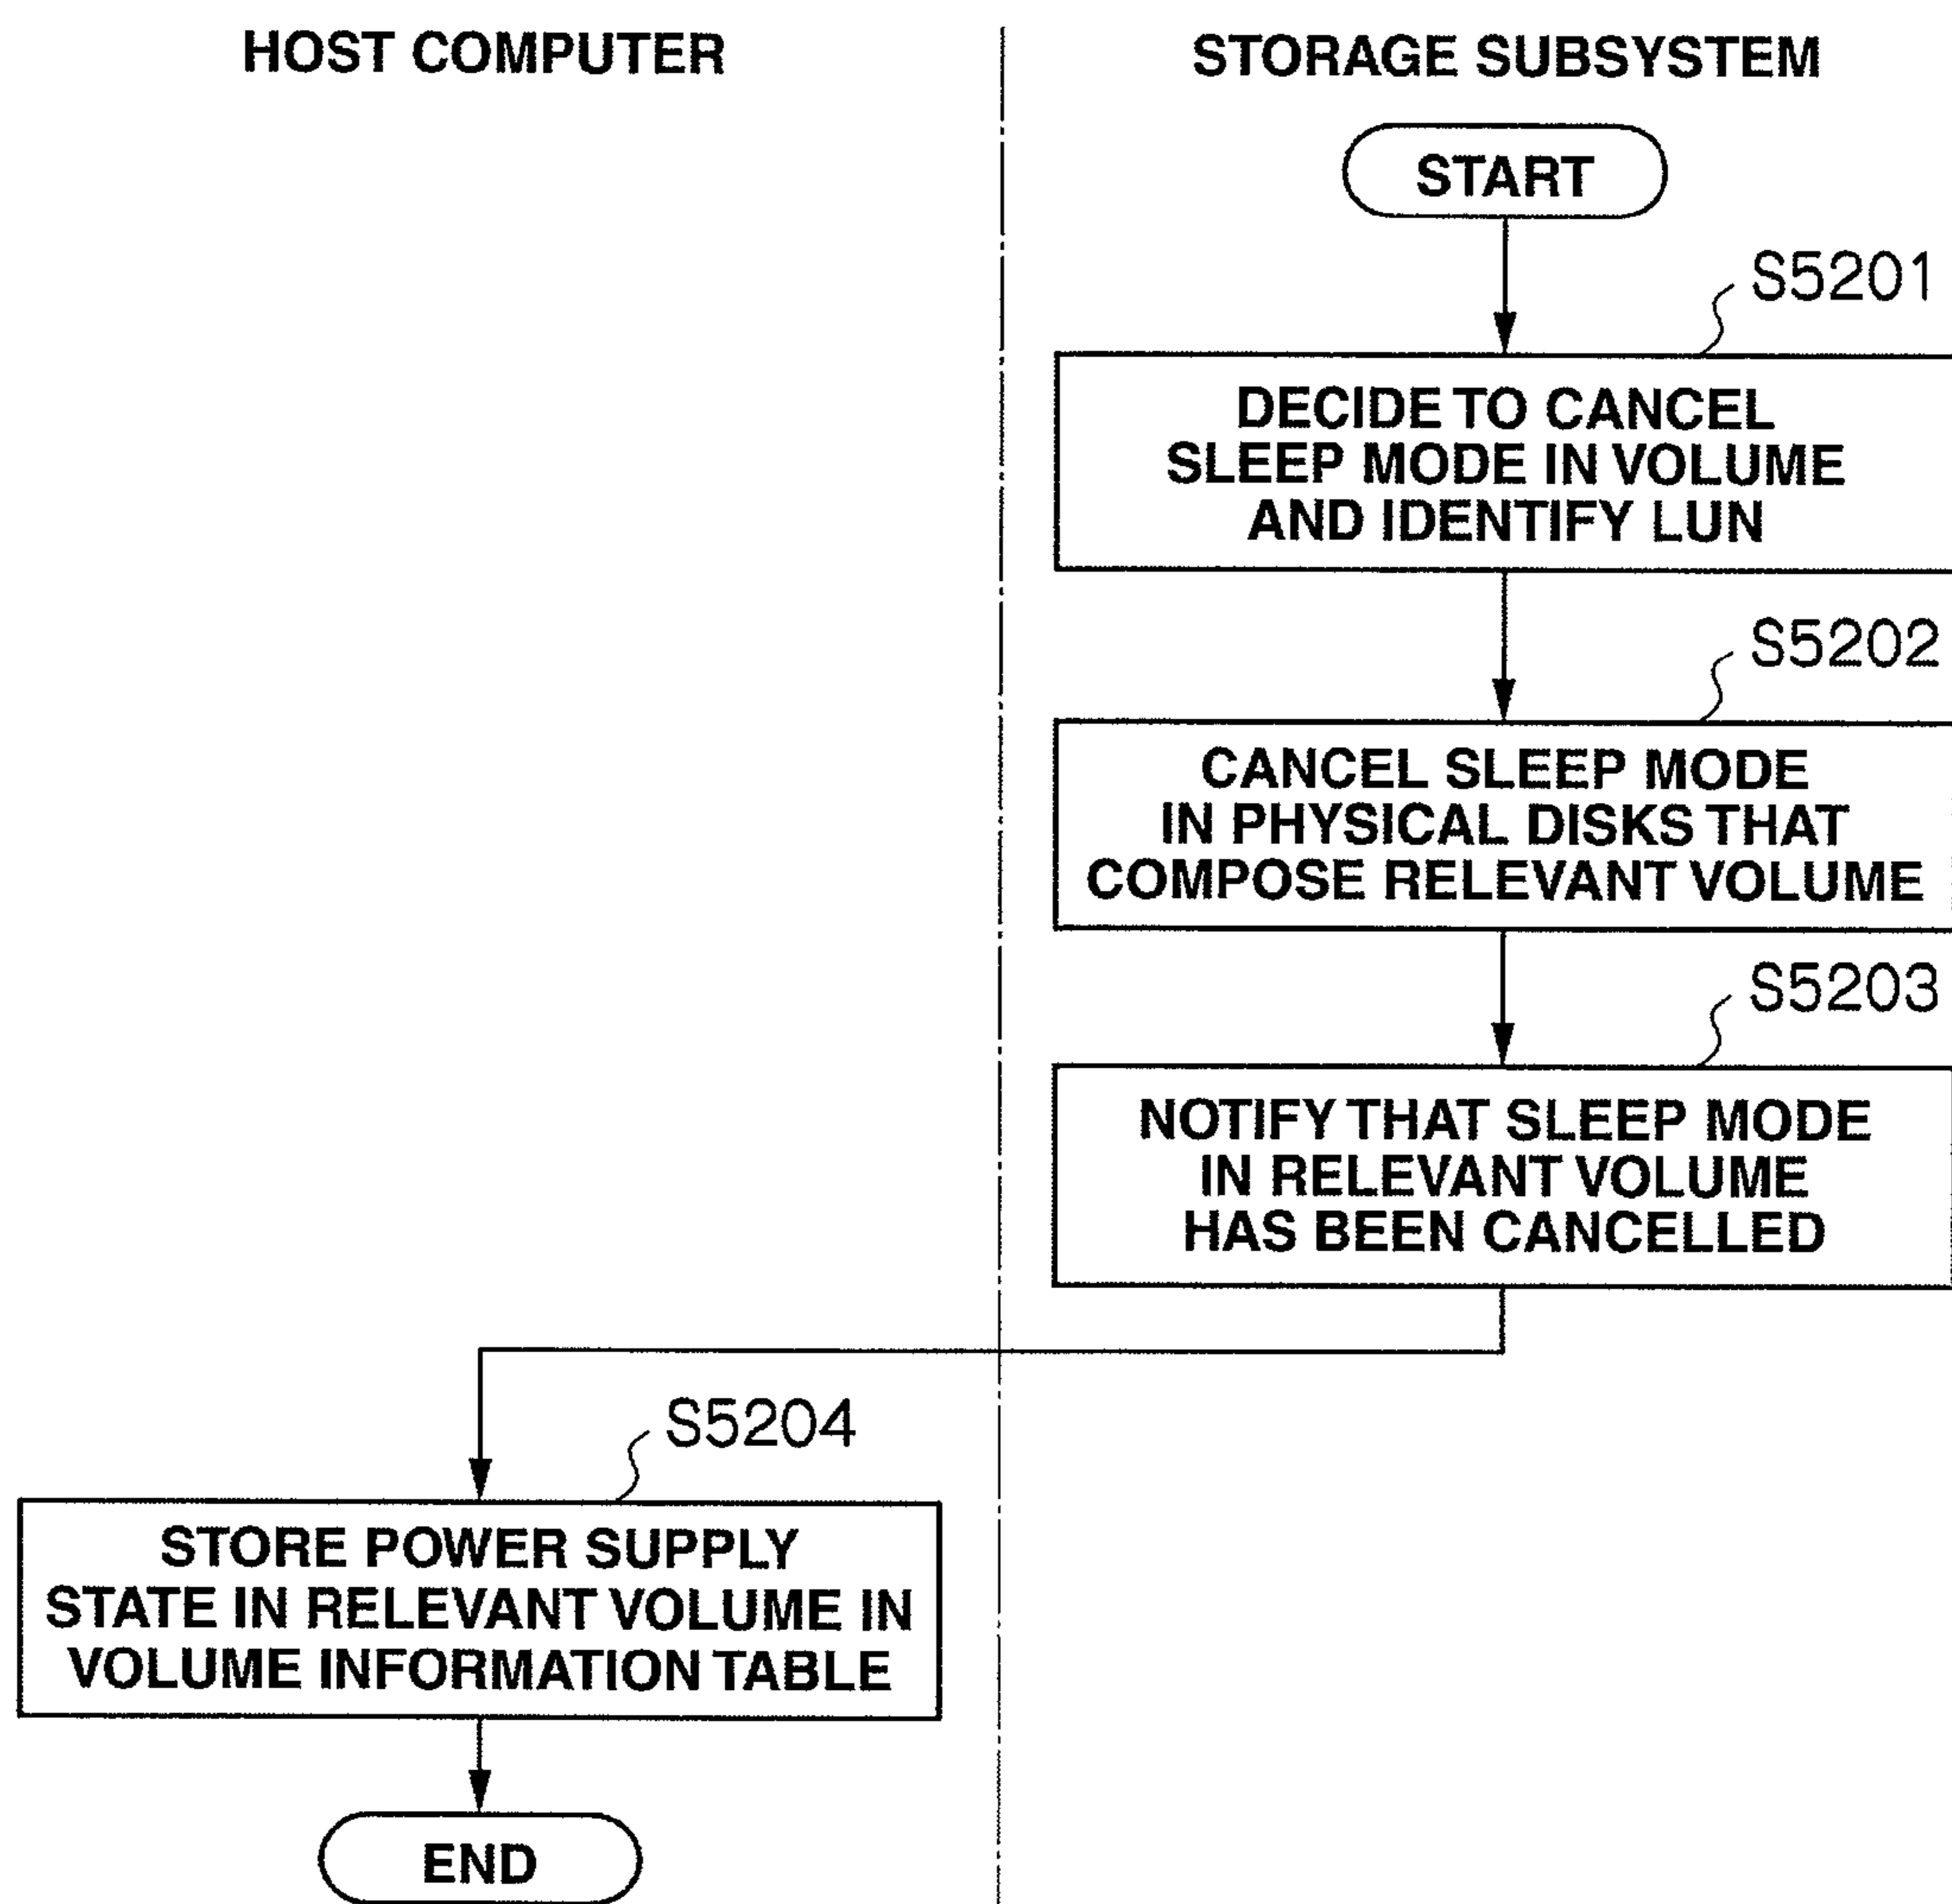 HOST COMPUTER
STORAGE SUBSYSTEM
START
S5201
DECIDE TO CANCEL
SLEEP MODE IN VOLUME
AND IDENTIFY LUN
S5202
CANCEL SLEEP MODE
IN PHYSICAL DISKS THAT
COMPOSE RELEVANT VOLUME
S5203
NOTIFY THAT SLEEP MODE
IN RELEVANT VOLUME
HAS BEEN CANCELLED
S5204
STORE POWER SUPPLY
STATE IN RELEVANT VOLUME IN
VOLUME INFORMATION TABLE
END